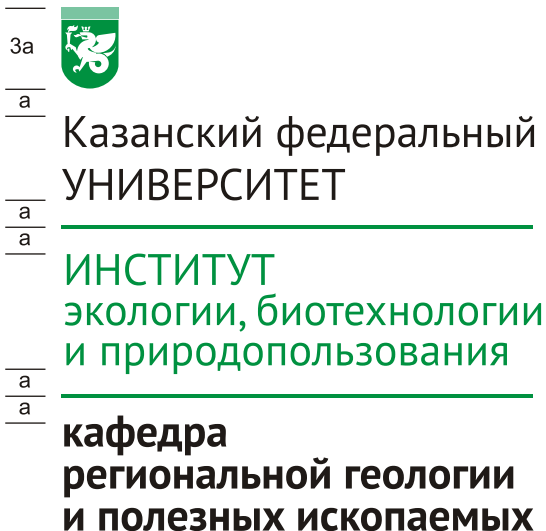 3а
а
Казанский федеральный
УНИВЕРСИТЕТ
а
а
ИНСТИТУТ
экологии, биотехнологии
и природопользования
а
а
кафедра
региональной геологии
и полезных ископаемых